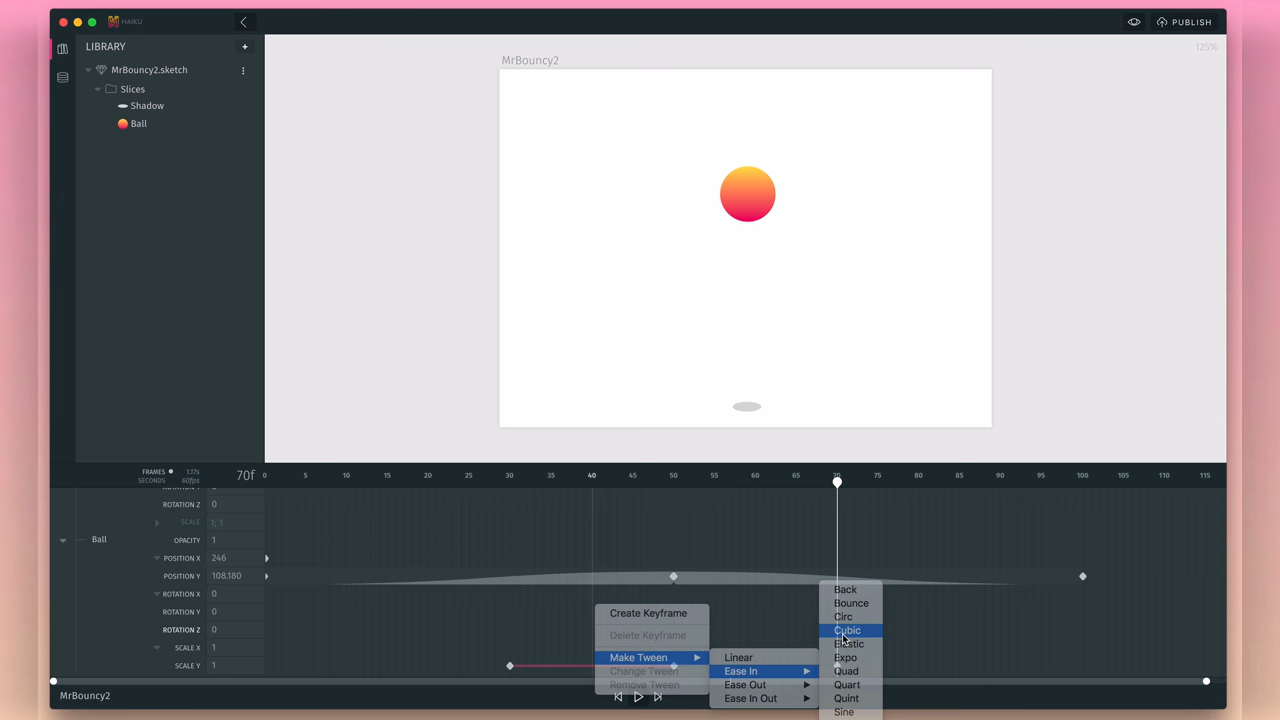 HAIKU
PUBLISH
LIBRARY
+
125%
MrBouncy2.sketch
Slices
Shadow
Ball
MrBouncy2
FRAMES
SECONDS
1.17s
60fps
70f
0 5 10 15 20 25 30 35 40 45 50 55 60 65 70 75 80 85 90 95 100 105 110 115
ROTATION Z 0
SCALE 1; 1
Ball
OPACITY 1
POSITION X 246
POSITION Y 108,180
ROTATION X 0
ROTATION Y 0
ROTATION Z 0
SCALE X 1
SCALE Y 1
Create Keyframe
Delete Keyframe
Make Tween
Change Tween
Remove Tween
Linear
Ease In
Ease Out
Ease In Out
Back
Bounce
Circ
Cubic
Elastic
Expo
Quad
Quart
Quint
Sine
MrBouncy2